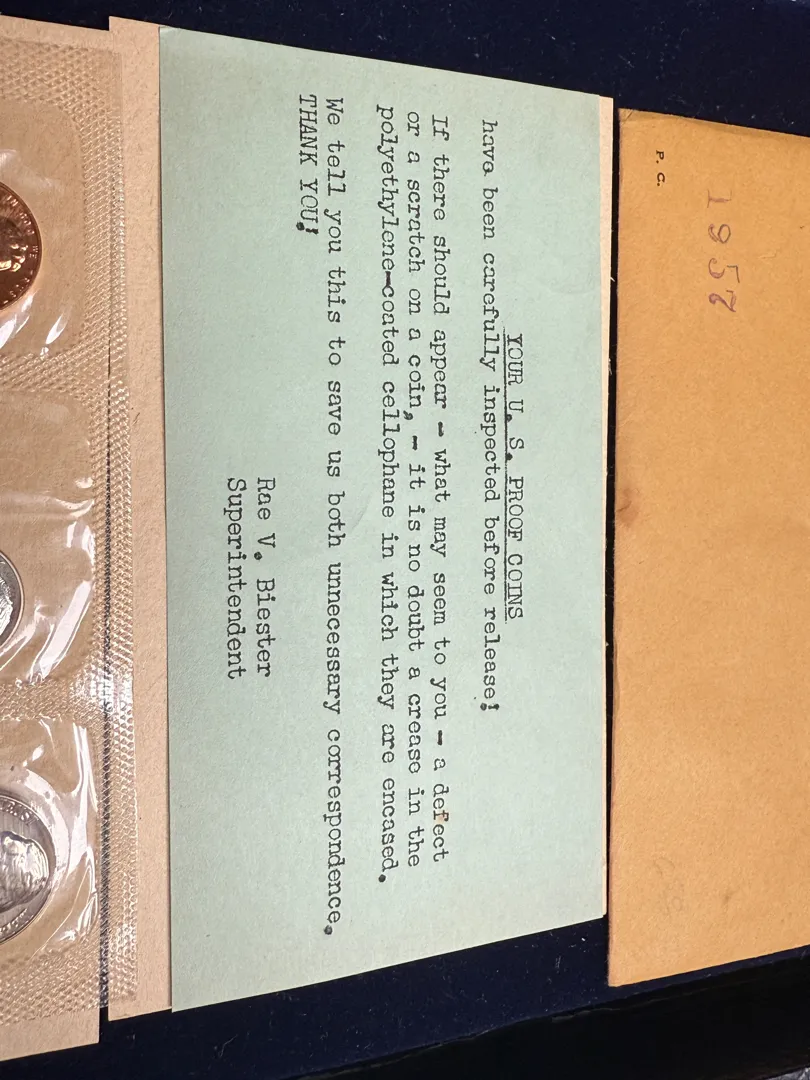 P. C.
1957
YOUR U. S. PROOF COINS
have been carefully inspected before release!
If there should appear - what may seem to you - a defect
or a scratch on a coin, - it is no doubt a crease in the
polyethylene-coated cellophane in which they are encased.
We tell you this to save us both unnecessary correspondence.
THANK YOU!
Rae V. Biester
Superintendent